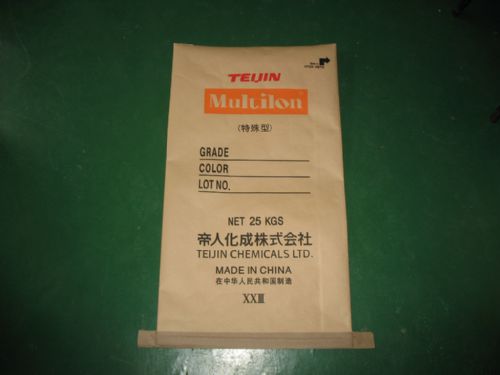 TEIJIN
Multilon®
(特殊型)
GRADE
COLOR
LOT NO.
NET 25 KGS
帝人化成株式会社
TEIJIN CHEMICALS LTD.
MADE IN CHINA
在中华人民共和国制造
XXⅢ